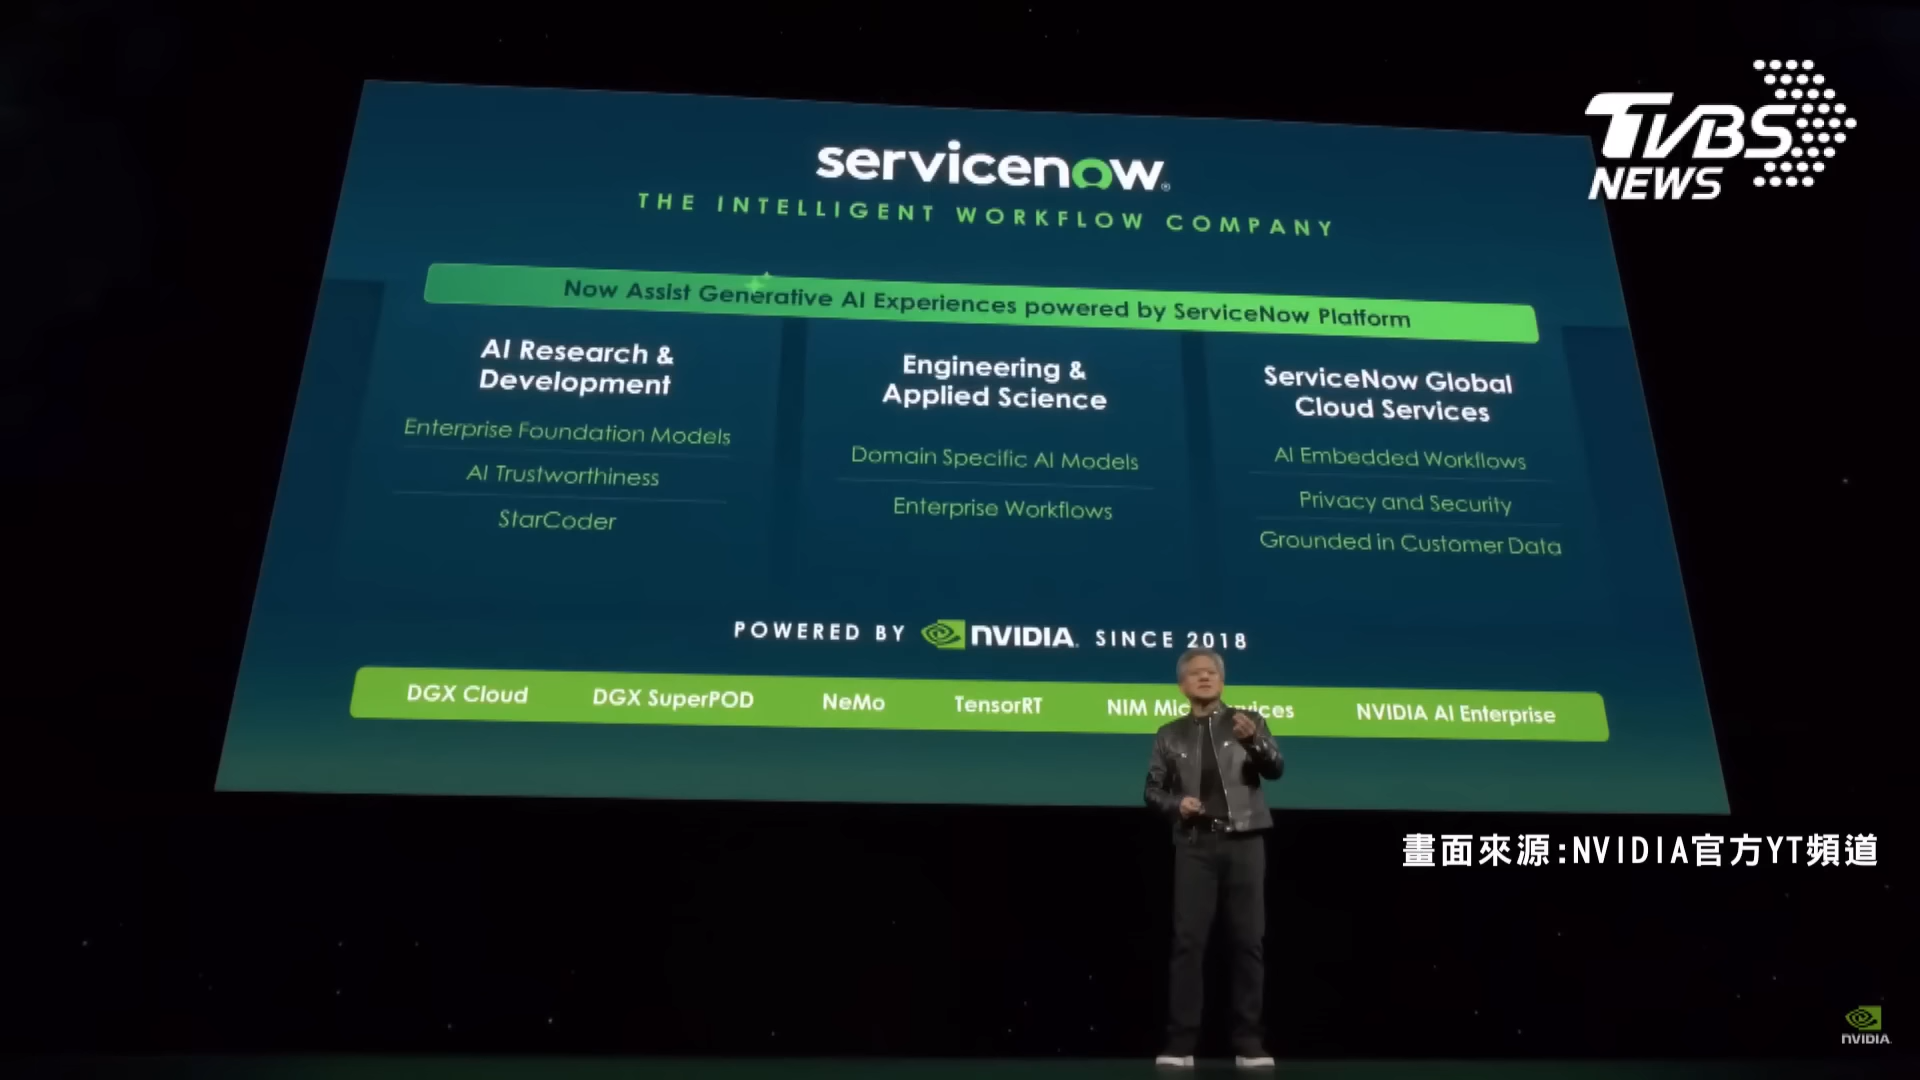 TVBS
NEWS
servicenow®
THE INTELLIGENT WORKFLOW COMPANY
Now Assist Generative AI Experiences powered by ServiceNow Platform
AI Research &
Development
Enterprise Foundation Models
AI Trustworthiness
StarCoder
Engineering &
Applied Science
Domain Specific AI Models
Enterprise Workflows
ServiceNow Global
Cloud Services
AI Embedded Workflows
Privacy and Security
Grounded in Customer Data
POWERED BY NVIDIA. SINCE 2018
DGX Cloud DGX SuperPOD NeMo TensorRT NIM NVIDIA AI Enterprise
畫面來源:NVIDIA官方YT頻道
NVIDIA.